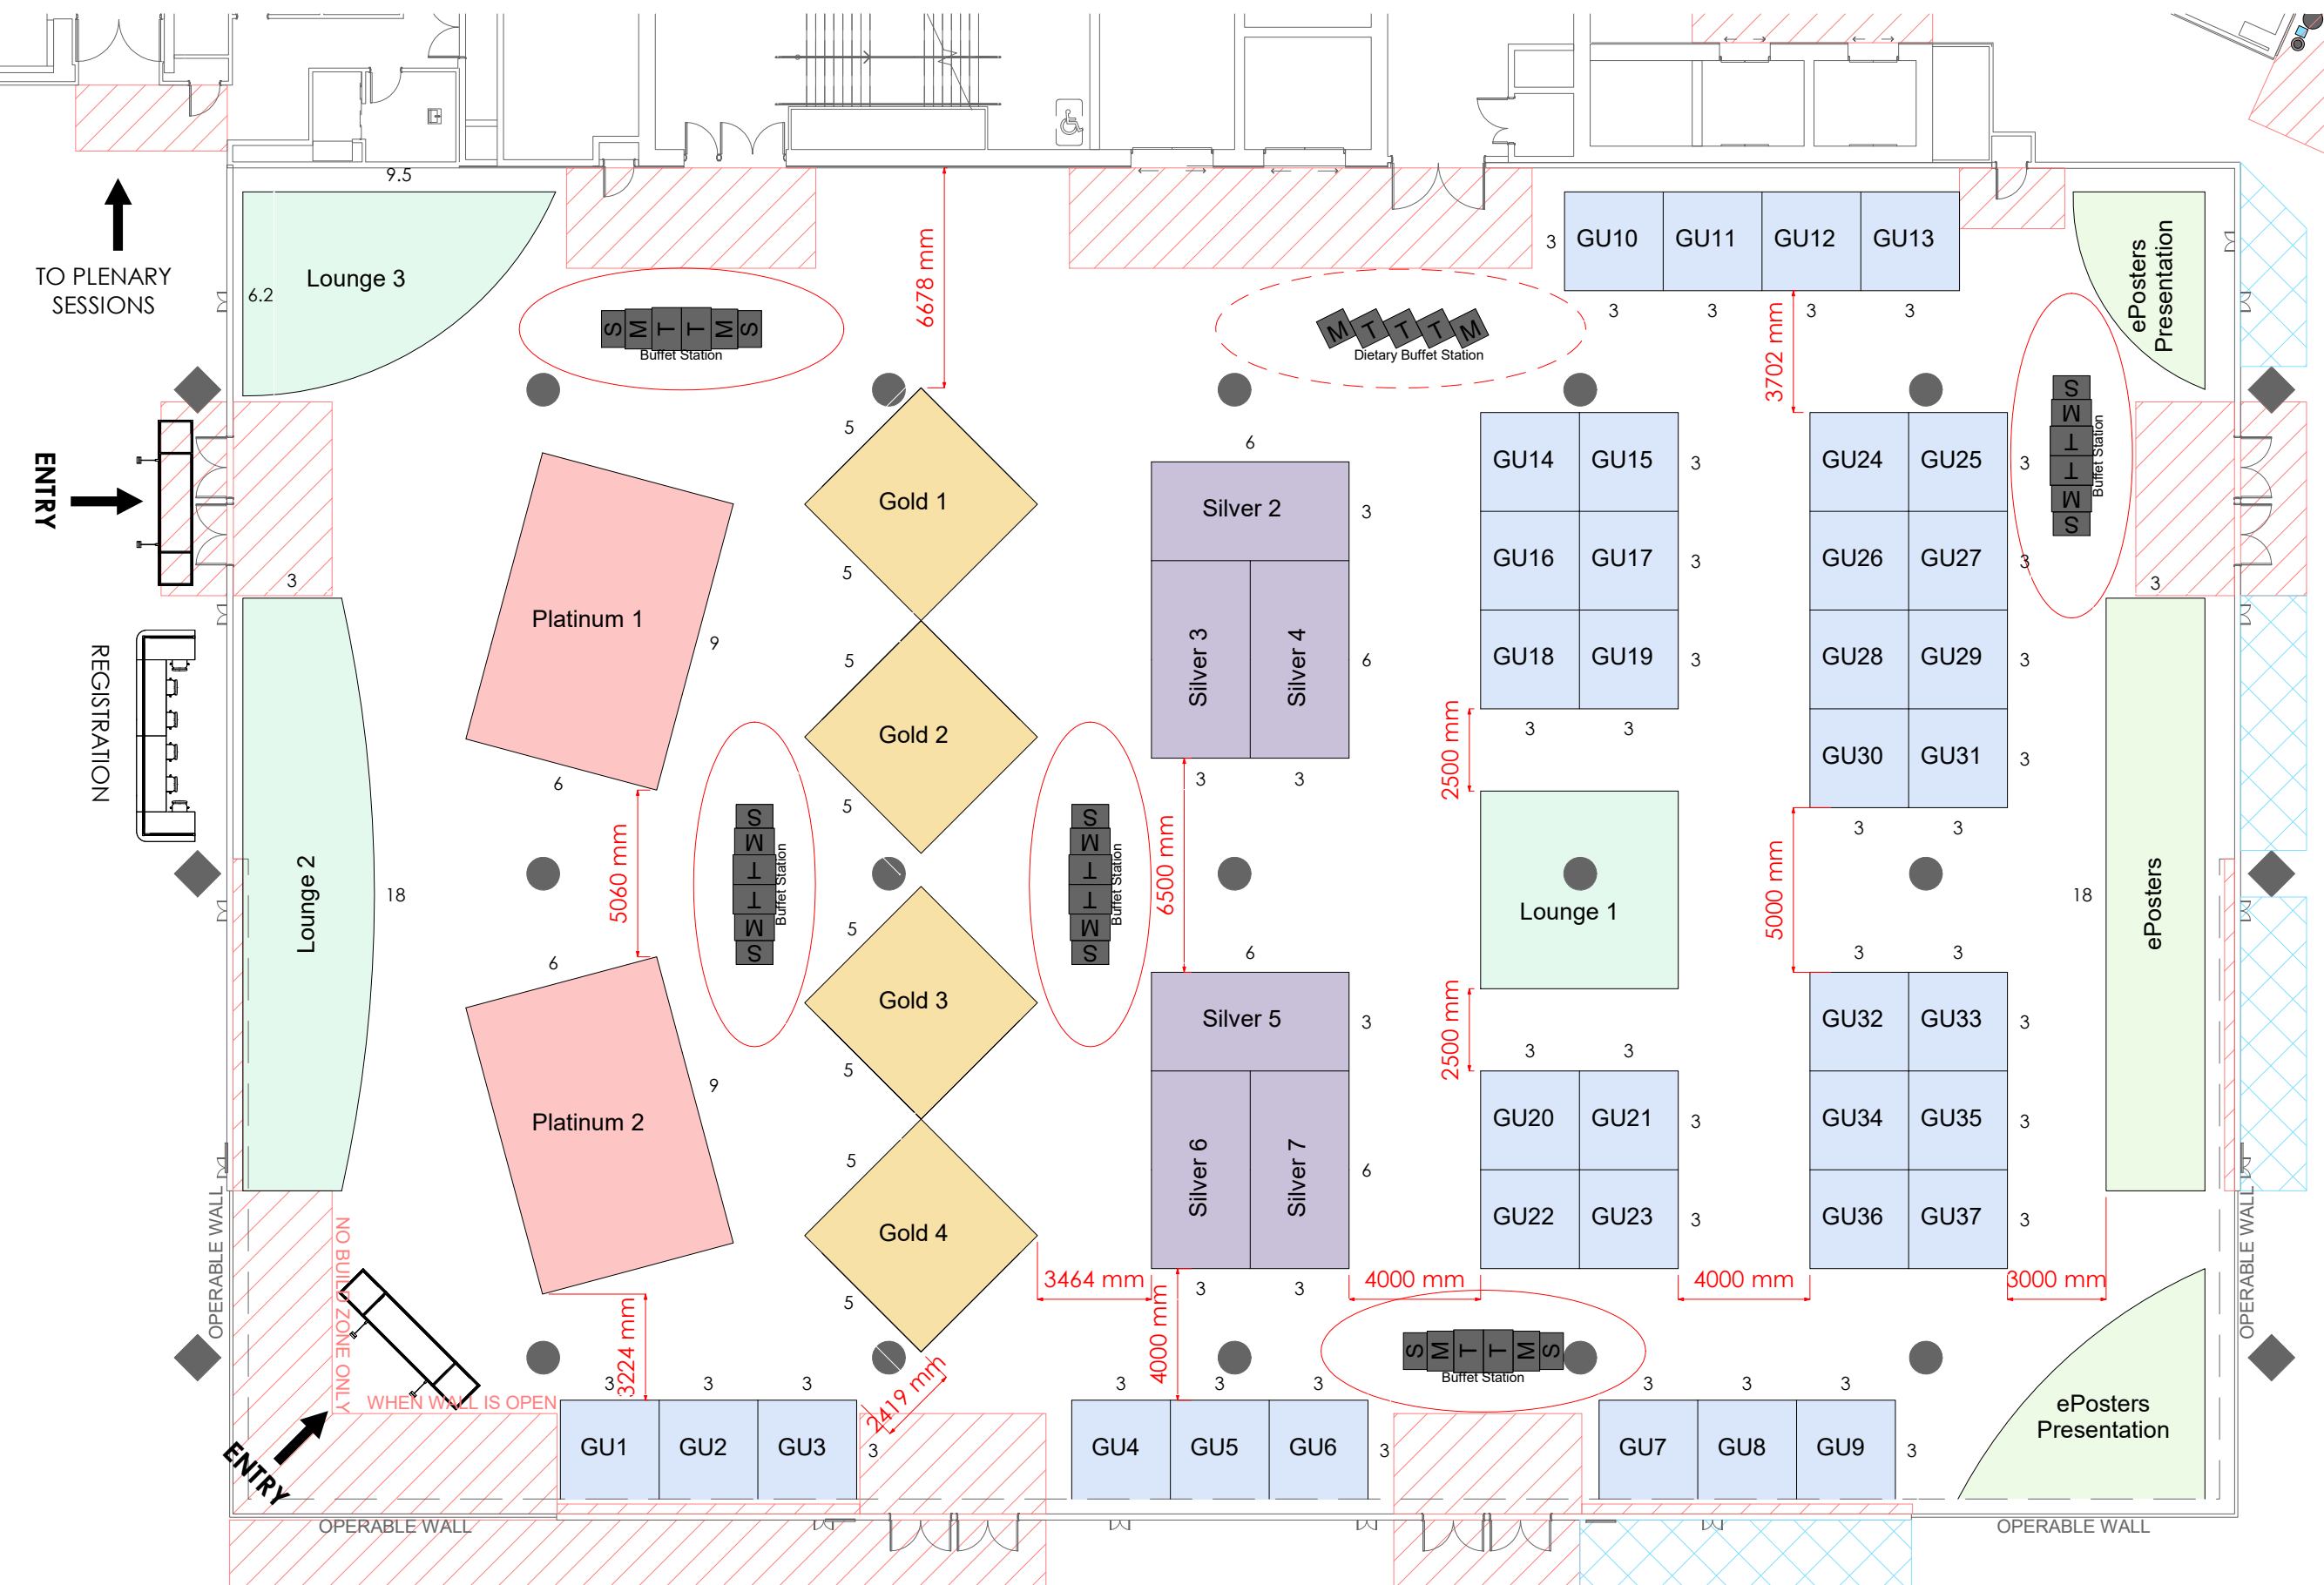 9.5
TO PLENARY
SESSIONS
Lounge 3
6.2
S M T T M S
Buffet Station
6678 mm
M T T T M
Dietary Buffet Station
3
GU10
GU11
GU12
GU13
3
3
3
3
3702 mm
ePosters
Presentation
S M T T M S
Buffet Station
ENTRY
3
REGISTRATION
Lounge 2
18
Platinum 1
9
6
5060 mm
6
Platinum 2
9
3224 mm
5
Gold 1
5
5
Gold 2
5
5
Gold 3
5
5
Gold 4
5
S M T T M S
Buffet Station
S M T T M S
Buffet Station
6
Silver 2
3
Silver 3
Silver 4
6
3
3
6500 mm
6
Silver 5
3
Silver 6
Silver 7
6
3
3
3464 mm
4000 mm
4000 mm
4000 mm
3000 mm
GU14
GU15
3
GU16
GU17
3
GU18
GU19
3
3
3
2500 mm
Lounge 1
2500 mm
3
3
GU20
GU21
3
GU22
GU23
3
GU24
GU25
3
GU26
GU27
3
GU28
GU29
3
GU30
GU31
3
3
3
5000 mm
3
3
GU32
GU33
3
GU34
GU35
3
GU36
GU37
3
3
18
ePosters
OPERABLE WALL
NO BUILD ZONE ONLY
WHEN WALL IS OPEN
ENTRY
OPERABLE WALL
3
3
3
GU1
GU2
GU3
3
2419 mm
3
3
3
GU4
GU5
GU6
3
S M T T M S
Buffet Station
3
3
3
GU7
GU8
GU9
3
ePosters
Presentation
OPERABLE WALL
OPERABLE WALL